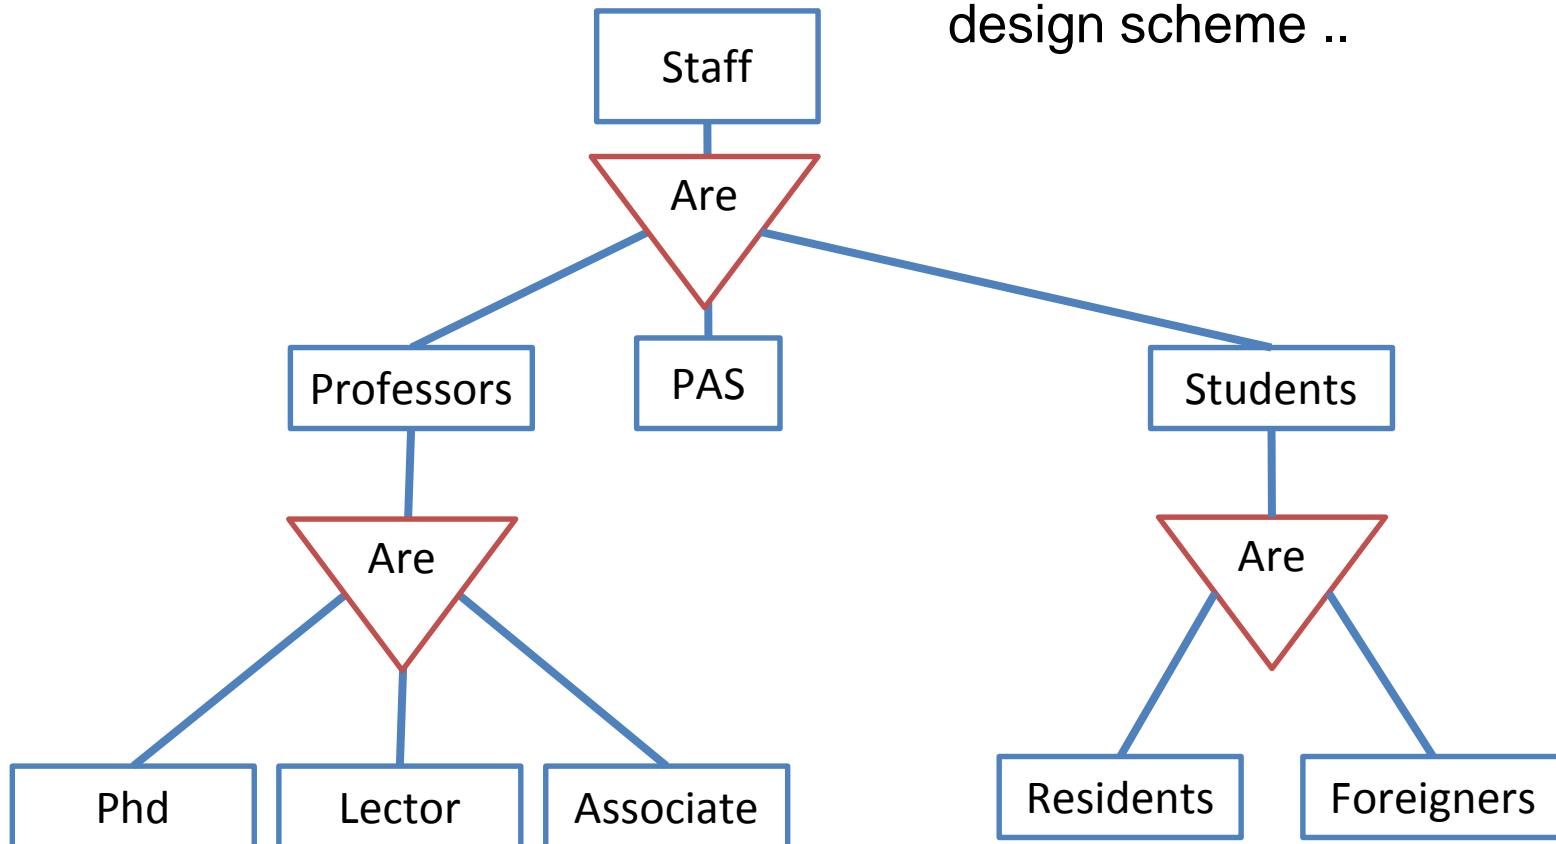 design scheme ..
Staff
Are
Professors
PAS
Students
Are
Are
Phd
Lector
Associate
Residents
Foreigners